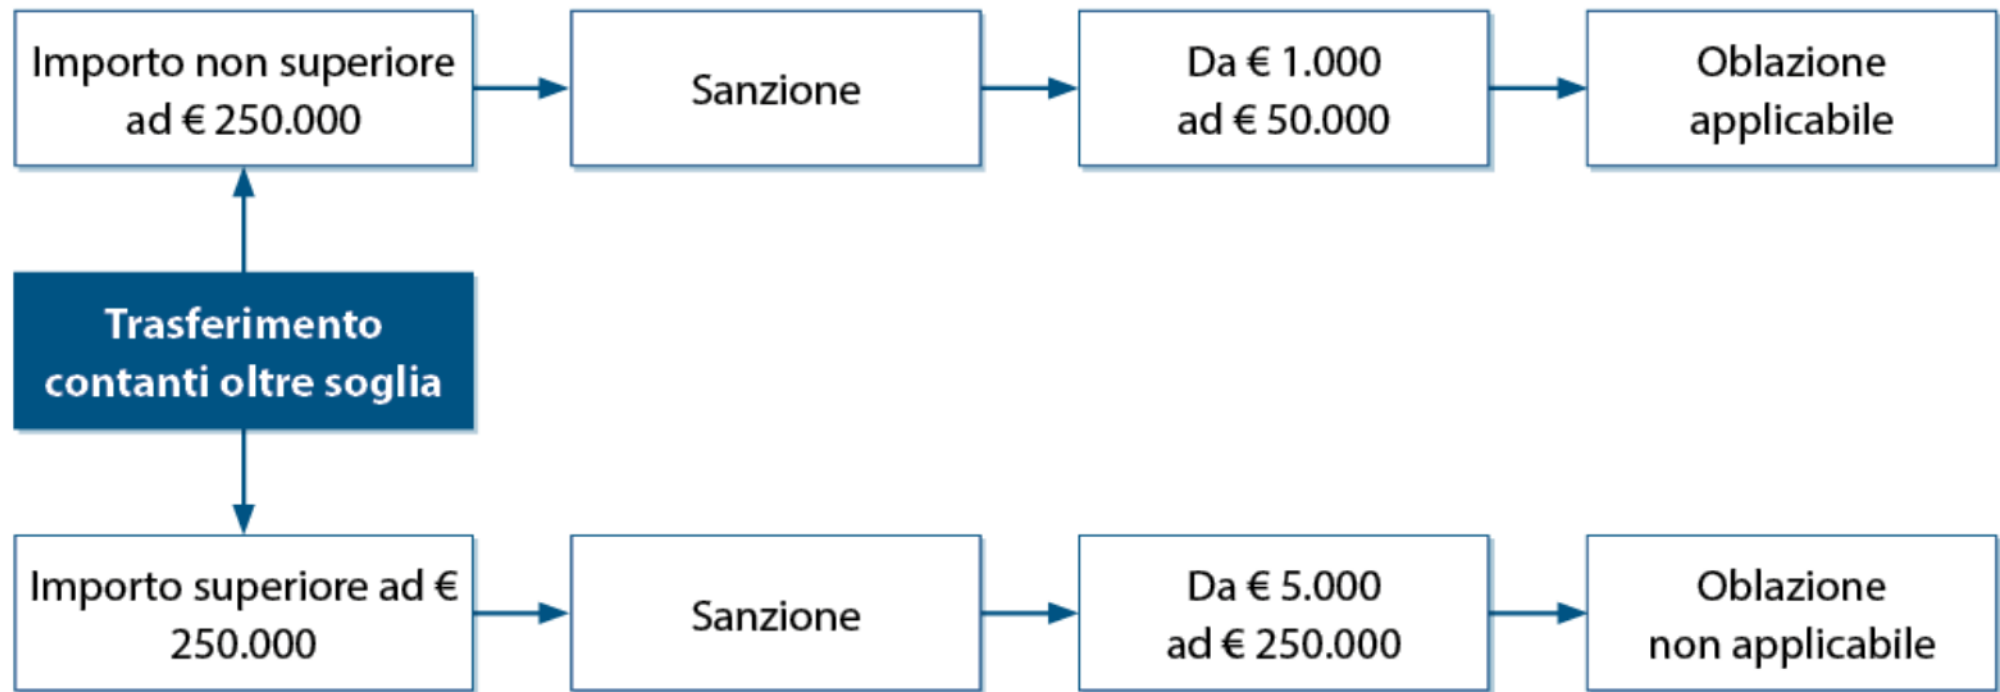 Importo non superiore
ad € 250.000
Sanzione
Da € 1.000
ad € 50.000
Oblazione
applicabile
Trasferimento
contanti oltre soglia
Importo superiore ad €
250.000
Sanzione
Da € 5.000
ad € 250.000
Oblazione
non applicabile